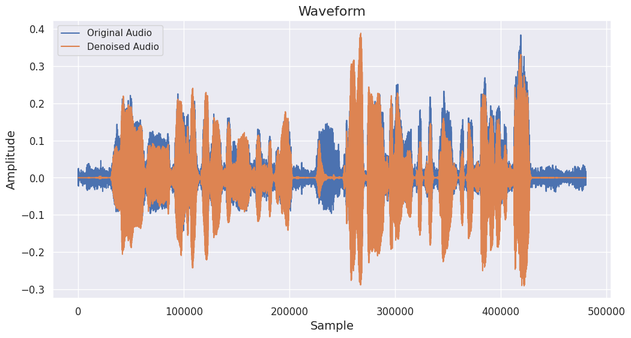 Waveform
Original Audio
Denoised Audio
Amplitude
0.4
0.3
0.2
0.1
0.0
−0.1
−0.2
−0.3
0
100000
200000
300000
400000
500000
Sample